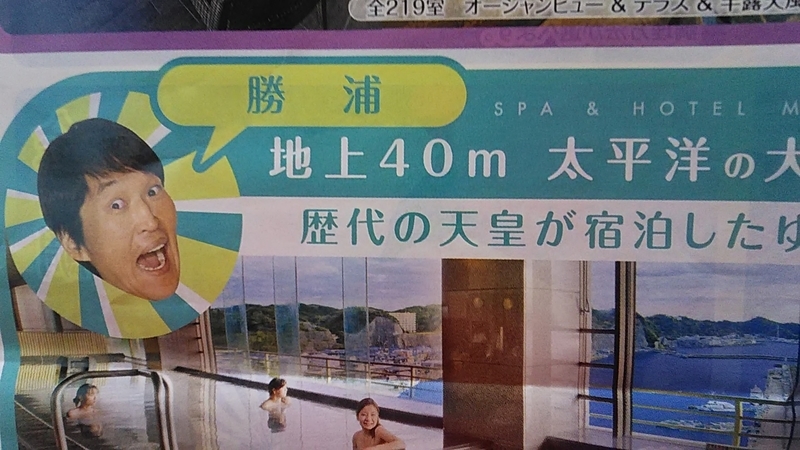 全219室 オーシャンビュー & テラス & 半露天風
勝浦
SPA & HOTEL M
地上40m 太平洋の大
歴代の天皇が宿泊したゆ